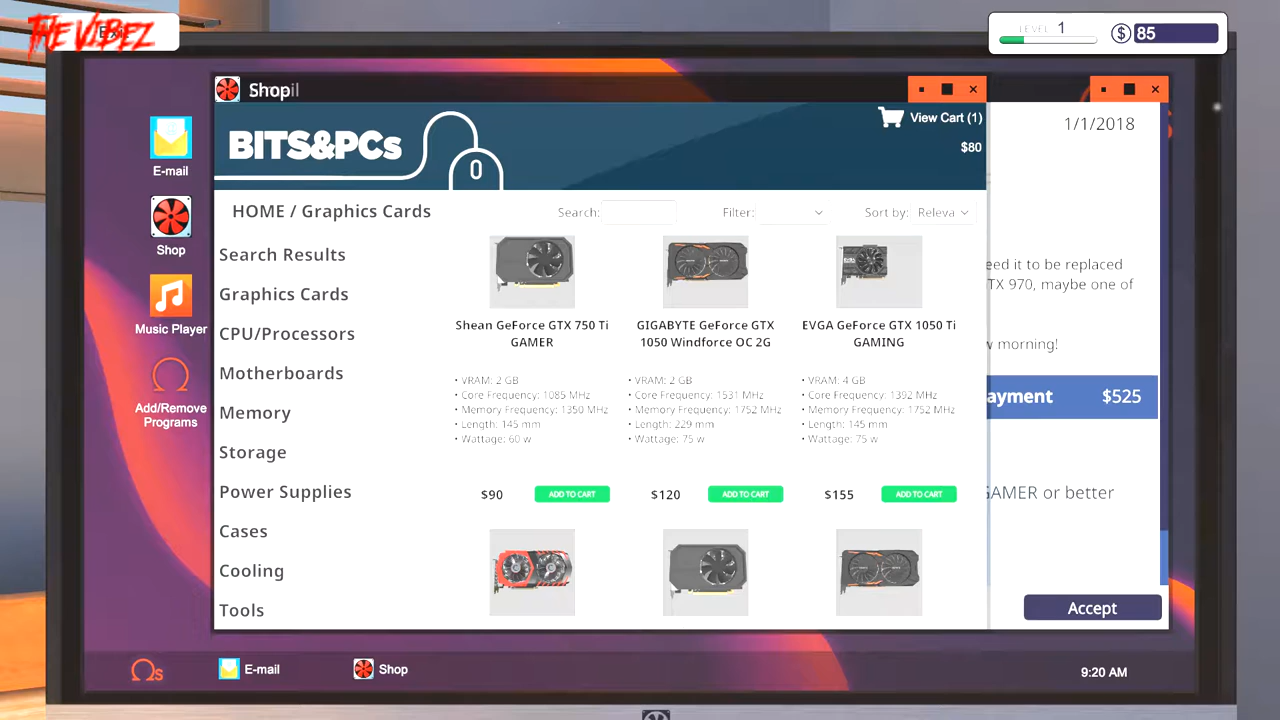 THE VIBEZ
LEVEL 1
$ 85
Shop
BITS&PCs
View Cart (1)
$80
1/1/2018
E-mail
Shop
Music Player
Add/Remove
Programs
HOME / Graphics Cards
Search:
Filter:
Sort by: Releva
Search Results
Graphics Cards
CPU/Processors
Motherboards
Memory
Storage
Power Supplies
Cases
Cooling
Tools
Shean GeForce GTX 750 Ti
GAMER
• VRAM: 2 GB
• Core Frequency: 1085 MHz
• Memory Frequency: 1350 MHz
• Length: 145 mm
• Wattage: 60 w
$90
ADD TO CART
GIGABYTE GeForce GTX
1050 Windforce OC 2G
• VRAM: 2 GB
• Core Frequency: 1531 MHz
• Memory Frequency: 1752 MHz
• Length: 229 mm
• Wattage: 75 w
$120
ADD TO CART
EVGA GeForce GTX 1050 Ti
GAMING
• VRAM: 4 GB
• Core Frequency: 1392 MHz
• Memory Frequency: 1752 MHz
• Length: 145 mm
• Wattage: 75 w
$155
ADD TO CART
eed it to be replaced
TX 970, maybe one of
w morning!
ayment $525
GAMER or better
Accept
Ωs
E-mail
Shop
9:20 AM